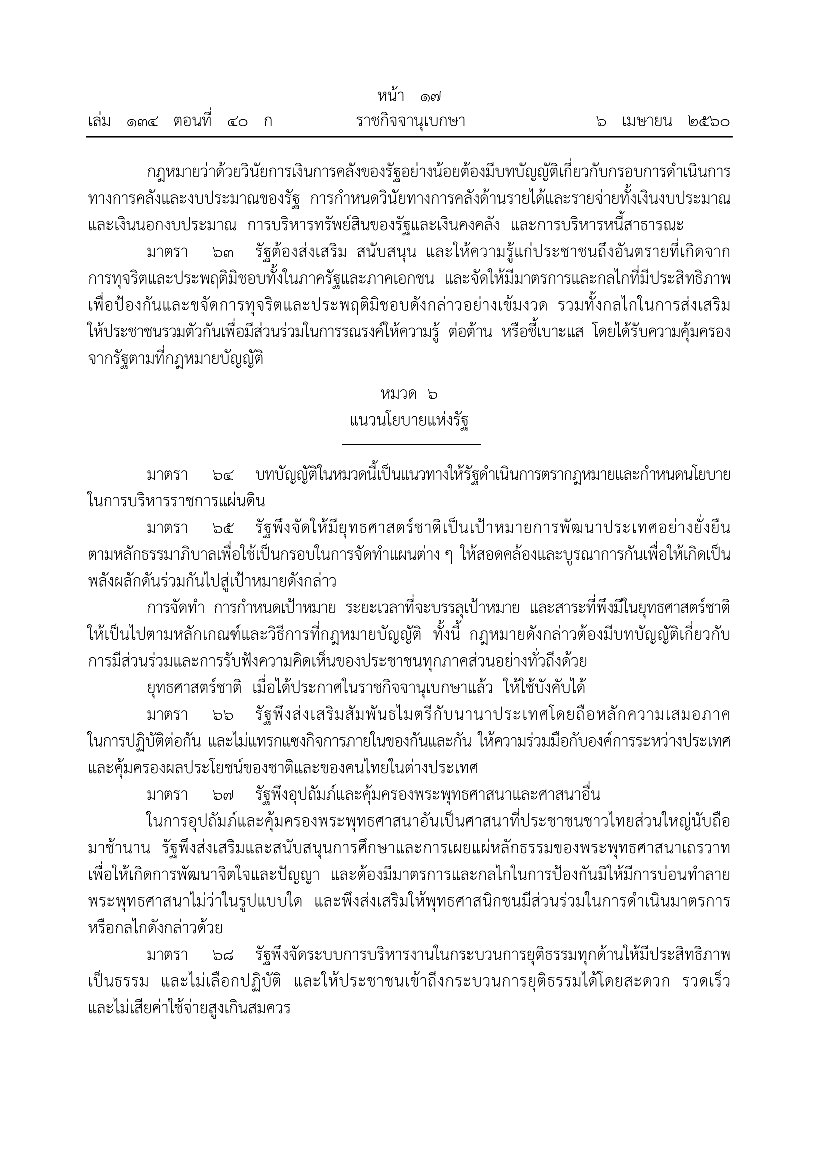 หน้า ๑๗
เล่ม ๑๓๔ ตอนที่ ๔๐ ก ราชกิจจานุเบกษา ๖ เมษายน ๒๕๖๐
กฎหมายว่าด้วยวินัยการเงินการคลังของรัฐอย่างน้อยต้องมีบทบัญญัติเกี่ยวกับกรอบการดำเนินการ
ทางการคลังและงบประมาณของรัฐ การกำหนดวินัยทางการคลังด้านรายได้และรายจ่ายทั้งเงินงบประมาณ
และเงินนอกงบประมาณ การบริหารทรัพย์สินของรัฐและเงินคงคลัง และการบริหารหนี้สาธารณะ
มาตรา ๖๓ รัฐต้องส่งเสริม สนับสนุน และให้ความรู้แก่ประชาชนถึงอันตรายที่เกิดจาก
การทุจริตและประพฤติมิชอบทั้งในภาครัฐและภาคเอกชน และจัดให้มีมาตรการและกลไกที่มีประสิทธิภาพ
เพื่อป้องกันและขจัดการทุจริตและประพฤติมิชอบดังกล่าวอย่างเข้มงวด รวมทั้งกลไกในการส่งเสริม
ให้ประชาชนรวมตัวกันเพื่อมีส่วนร่วมในการรณรงค์ให้ความรู้ ต่อต้าน หรือชี้เบาะแส โดยได้รับความคุ้มครอง
จากรัฐตามที่กฎหมายบัญญัติ
หมวด ๖
แนวนโยบายแห่งรัฐ
มาตรา ๖๔ บทบัญญัติในหมวดนี้เป็นแนวทางให้รัฐดำเนินการตรากฎหมายและกำหนดนโยบาย
ในการบริหารราชการแผ่นดิน
มาตรา ๖๕ รัฐพึงจัดให้มียุทธศาสตร์ชาติเป็นเป้าหมายการพัฒนาประเทศอย่างยั่งยืน
ตามหลักธรรมาภิบาลเพื่อใช้เป็นกรอบในการจัดทำแผนต่าง ๆ ให้สอดคล้องและบูรณาการกันเพื่อให้เกิดเป็น
พลังผลักดันร่วมกันไปสู่เป้าหมายดังกล่าว
การจัดทำ การกำหนดเป้าหมาย ระยะเวลาที่จะบรรลุเป้าหมาย และสาระที่พึงมีในยุทธศาสตร์ชาติ
ให้เป็นไปตามหลักเกณฑ์และวิธีการที่กฎหมายบัญญัติ ทั้งนี้ กฎหมายดังกล่าวต้องมีบทบัญญัติเกี่ยวกับ
การมีส่วนร่วมและการรับฟังความคิดเห็นของประชาชนทุกภาคส่วนอย่างทั่วถึงด้วย
ยุทธศาสตร์ชาติ เมื่อได้ประกาศในราชกิจจานุเบกษาแล้ว ให้ใช้บังคับได้
มาตรา ๖๖ รัฐพึงส่งเสริมสัมพันธไมตรีกับนานาประเทศโดยถือหลักความเสมอภาค
ในการปฏิบัติต่อกัน และไม่แทรกแซงกิจการภายในของกันและกัน ให้ความร่วมมือกับองค์การระหว่างประเทศ
และคุ้มครองผลประโยชน์ของชาติและของคนไทยในต่างประเทศ
มาตรา ๖๗ รัฐพึงอุปถัมภ์และคุ้มครองพระพุทธศาสนาและศาสนาอื่น
ในการอุปถัมภ์และคุ้มครองพระพุทธศาสนาอันเป็นศาสนาที่ประชาชนชาวไทยส่วนใหญ่นับถือ
มาช้านาน รัฐพึงส่งเสริมและสนับสนุนการศึกษาและการเผยแผ่หลักธรรมของพระพุทธศาสนาเถรวาท
เพื่อให้เกิดการพัฒนาจิตใจและปัญญา และต้องมีมาตรการและกลไกในการป้องกันมิให้มีการบ่อนทำลาย
พระพุทธศาสนาไม่ว่าในรูปแบบใด และพึงส่งเสริมให้พุทธศาสนิกชนมีส่วนร่วมในการดำเนินมาตรการ
หรือกลไกดังกล่าวด้วย
มาตรา ๖๘ รัฐพึงจัดระบบการบริหารงานในกระบวนการยุติธรรมทุกด้านให้มีประสิทธิภาพ
เป็นธรรม และไม่เลือกปฏิบัติ และให้ประชาชนเข้าถึงกระบวนการยุติธรรมได้โดยสะดวก รวดเร็ว
และไม่เสียค่าใช้จ่ายสูงเกินสมควร